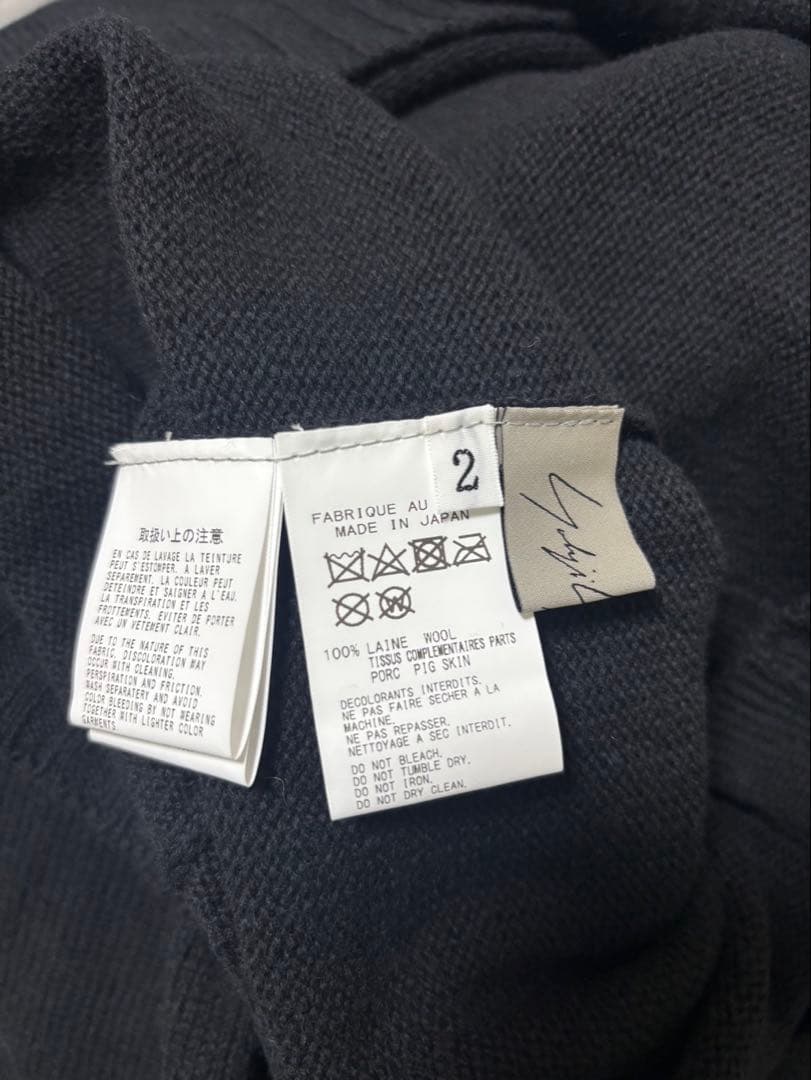 取扱い上の注意
EN CAS DE LAVAGE LA TEINTURE
PEUT S'ESTOMPER. A LAVER
SEPAREMENT. LA COULEUR PEUT
DETEINDRE ET SAIGNER A L'EAU.
LA TRANSPIRATION ET LES
FROTTEMENTS. EVITER DE PORTER
AVEC UN VETEMENT CLAIR.
DUE TO THE NATURE OF THIS
FABRIC, DISCOLORATION MAY
OCCUR WITH CLEANING,
PERSPIRATION AND FRICTION.
WASH SEPARATERY AND AVOID
COLOR BLEEDING BY NOT WEARING
TOGETHER WITH LIGHTER COLOR
GARMENTS.
FABRIQUE AU
MADE IN JAPAN
W
100% LAINE WOOL
TISSUS COMPLEMENTAIRES PARTS
PORC PIG SKIN
DECOLORANTS INTERDITS.
NE PAS FAIRE SECHER A LA
MACHINE.
NE PAS REPASSER.
NETTOYAGE A SEC INTERDIT.
DO NOT BLEACH.
DO NOT TUMBLE DRY.
DO NOT IRON.
DO NOT DRY CLEAN.
2